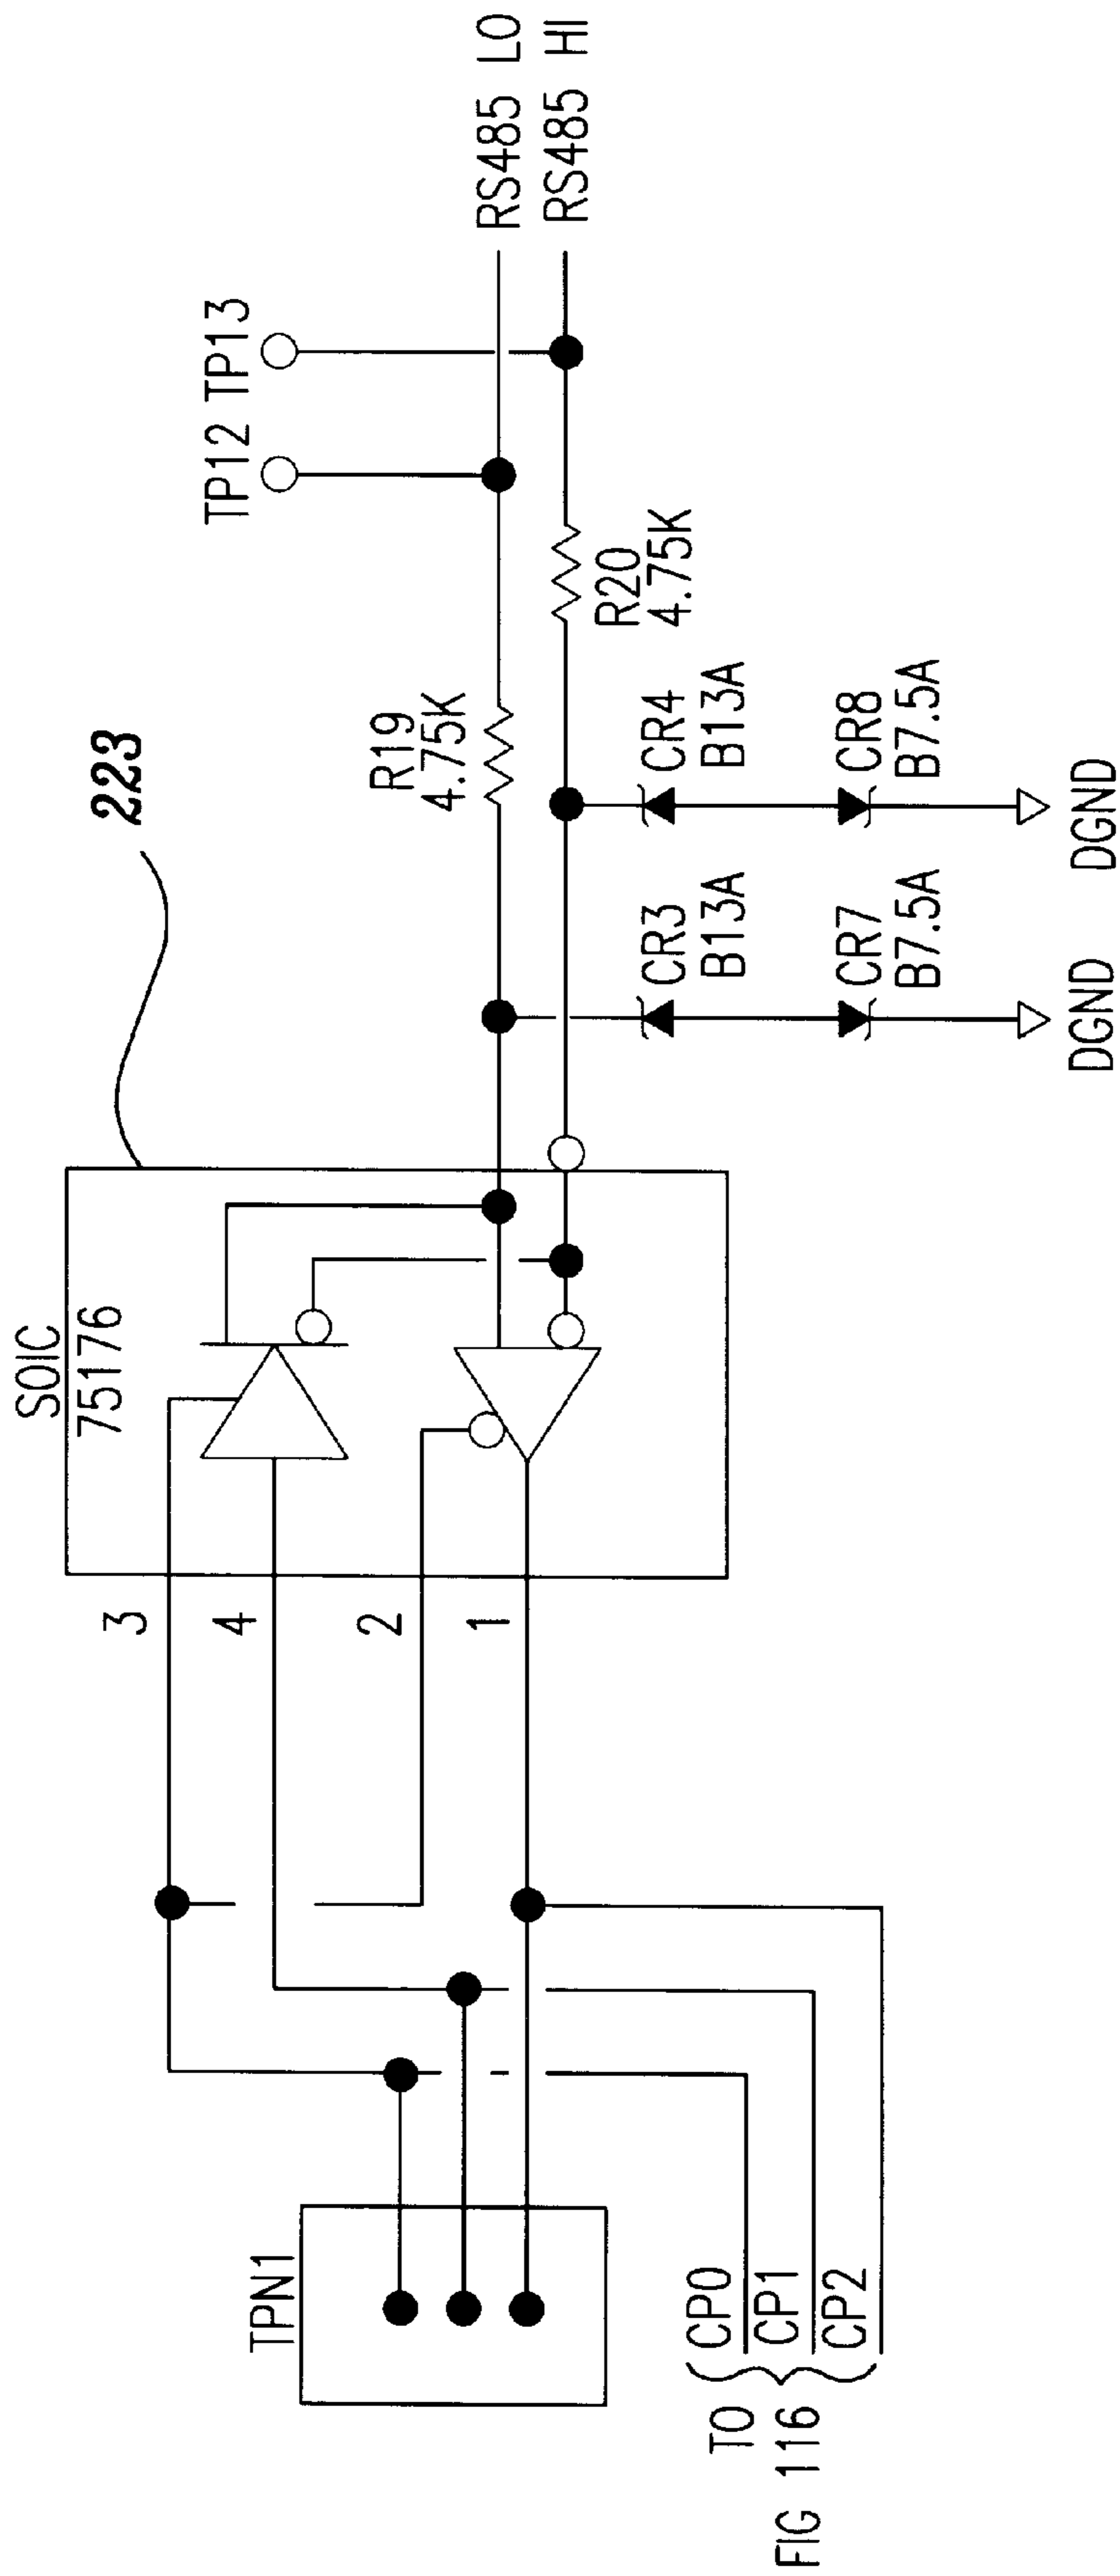 TPN1
TO
FIG 116
CP0
CP1
CP2
3
4
2
1
SOIC
75176
223
R19
4.75K
R20
4.75K
CR3
B13A
CR4
B13A
CR7
B7.5A
CR8
B7.5A
DGND
DGND
TP12
TP13
RS485 LO
RS485 HI